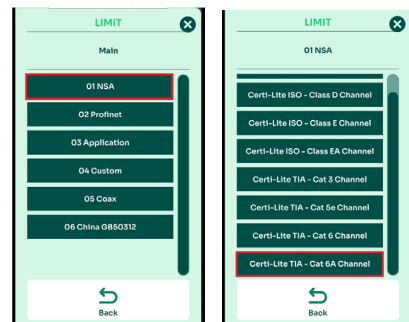 LIMIT
Main
01 NSA
02 Profinet
03 Application
04 Custom
05 Coax
06 China GB50312
Back
LIMIT
01 NSA
Certi-Lite ISO - Class D Channel
Certi-Lite ISO - Class E Channel
Certi-Lite ISO - Class EA Channel
Certi-Lite TIA - Cat 3 Channel
Certi-Lite TIA - Cat 5e Channel
Certi-Lite TIA - Cat 6 Channel
Certi-Lite TIA - Cat 6A Channel
Back